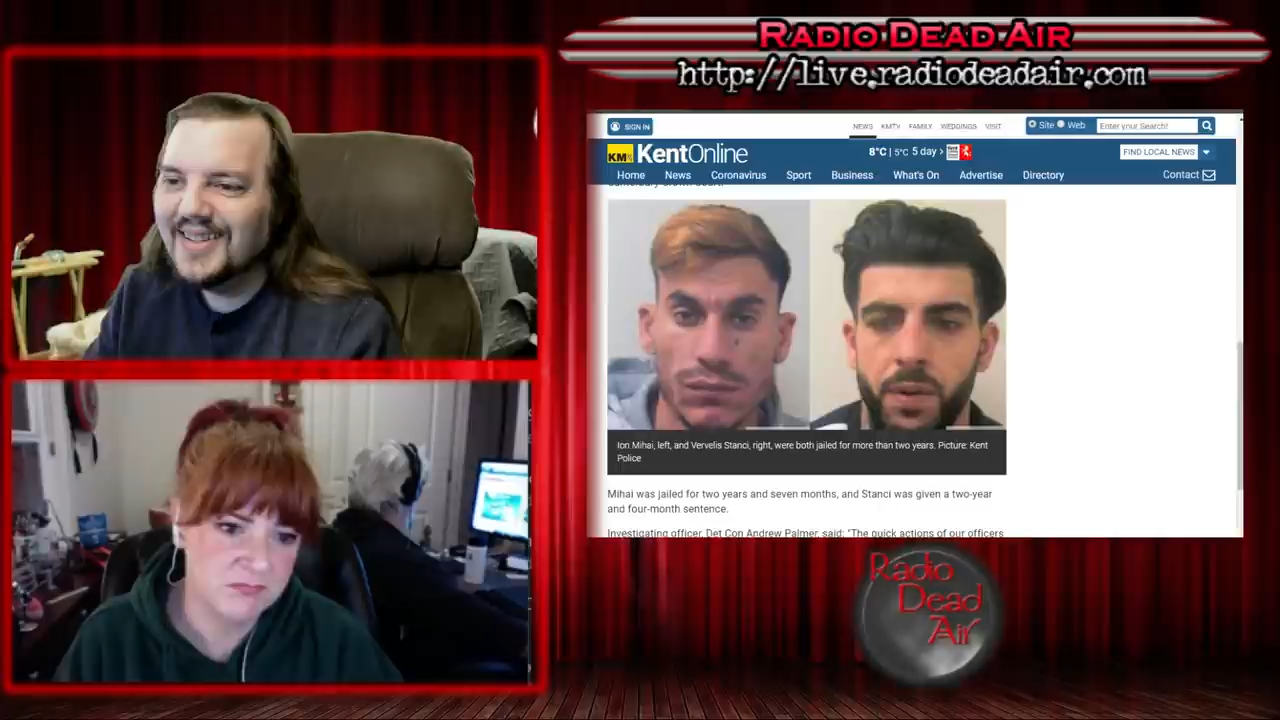 RADIO DEAD AIR
http://live.radiodeadair.com
SIGN IN
NEWS KMTV FAMILY WEDDINGS VISIT
Site Web Enter your Search!
KM KentOnline
8°C | 5°C 5 day >
FIND LOCAL NEWS
Home News Coronavirus Sport Business What's On Advertise Directory Contact
Ion Mihai, left, and Vervelis Stanci, right, were both jailed for more than two years. Picture: Kent
Police
Mihai was jailed for two years and seven months, and Stanci was given a two-year
and four-month sentence.
Investigating officer, Det Con Andrew Palmer, said: "The quick actions of our officers
Radio
Dead
Air